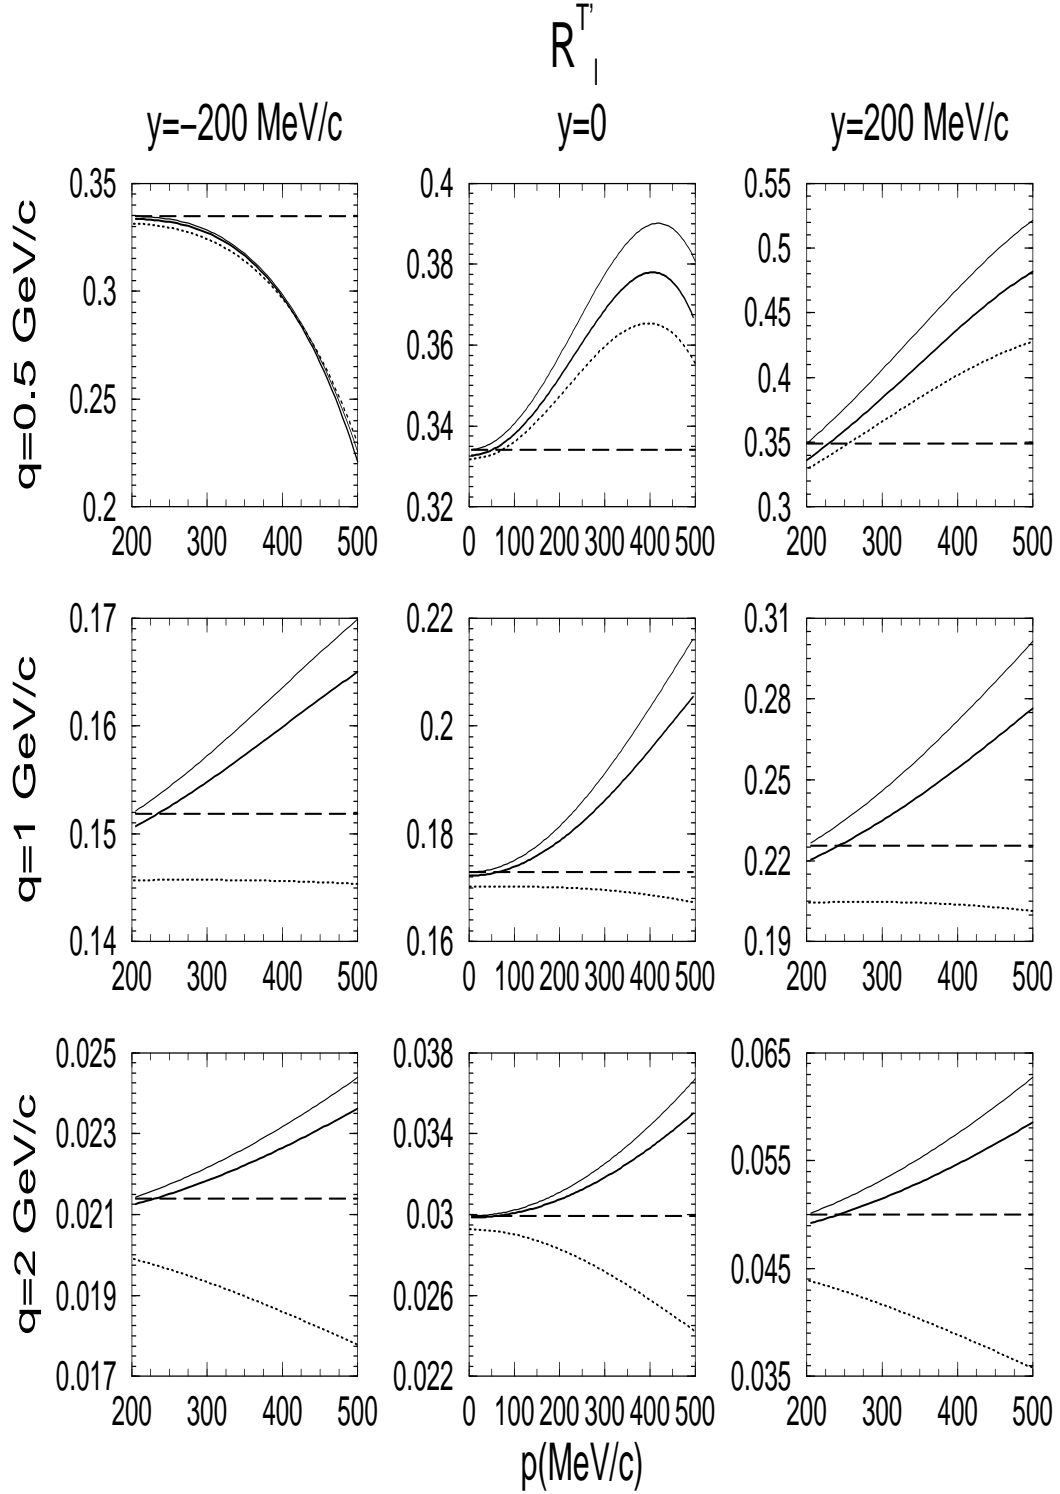 R^{T'}_l
y=−200 MeV/c
y=0
y=200 MeV/c
q=0.5 GeV/c
0.35
0.3
0.25
0.2
200 300 400 500
0.4
0.38
0.36
0.34
0.32
0 100 200 300 400 500
0.55
0.5
0.45
0.4
0.35
0.3
200 300 400 500
q=1 GeV/c
0.17
0.16
0.15
0.14
200 300 400 500
0.22
0.2
0.18
0.16
0 100 200 300 400 500
0.31
0.28
0.25
0.22
0.19
200 300 400 500
q=2 GeV/c
0.025
0.023
0.021
0.019
0.017
200 300 400 500
0.038
0.034
0.03
0.026
0.022
0 100 200 300 400 500
0.065
0.055
0.045
0.035
200 300 400 500
p(MeV/c)